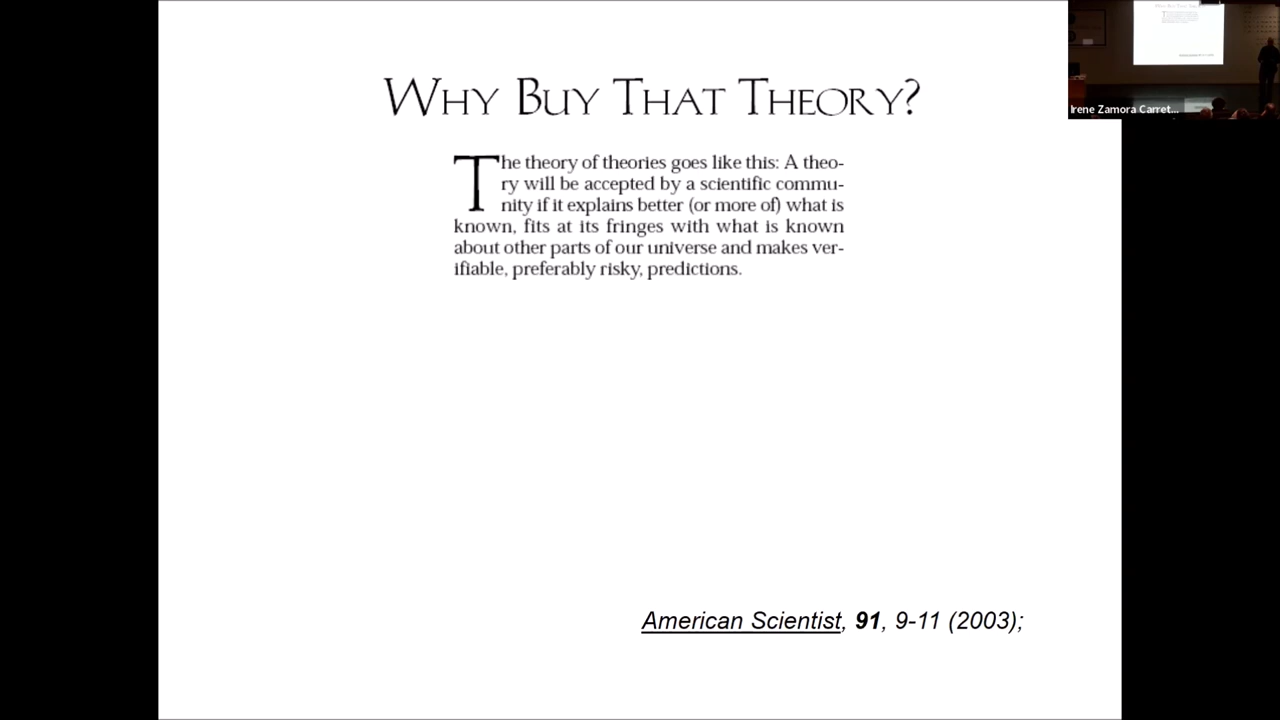 WHY BUY THAT THEORY?
The theory of theories goes like this: A theo-
ry will be accepted by a scientific commu-
nity if it explains better (or more of) what is
known, fits at its fringes with what is known
about other parts of our universe and makes ver-
ifiable, preferably risky, predictions.
American Scientist, 91, 9-11 (2003);
Irene Zamora Carret...